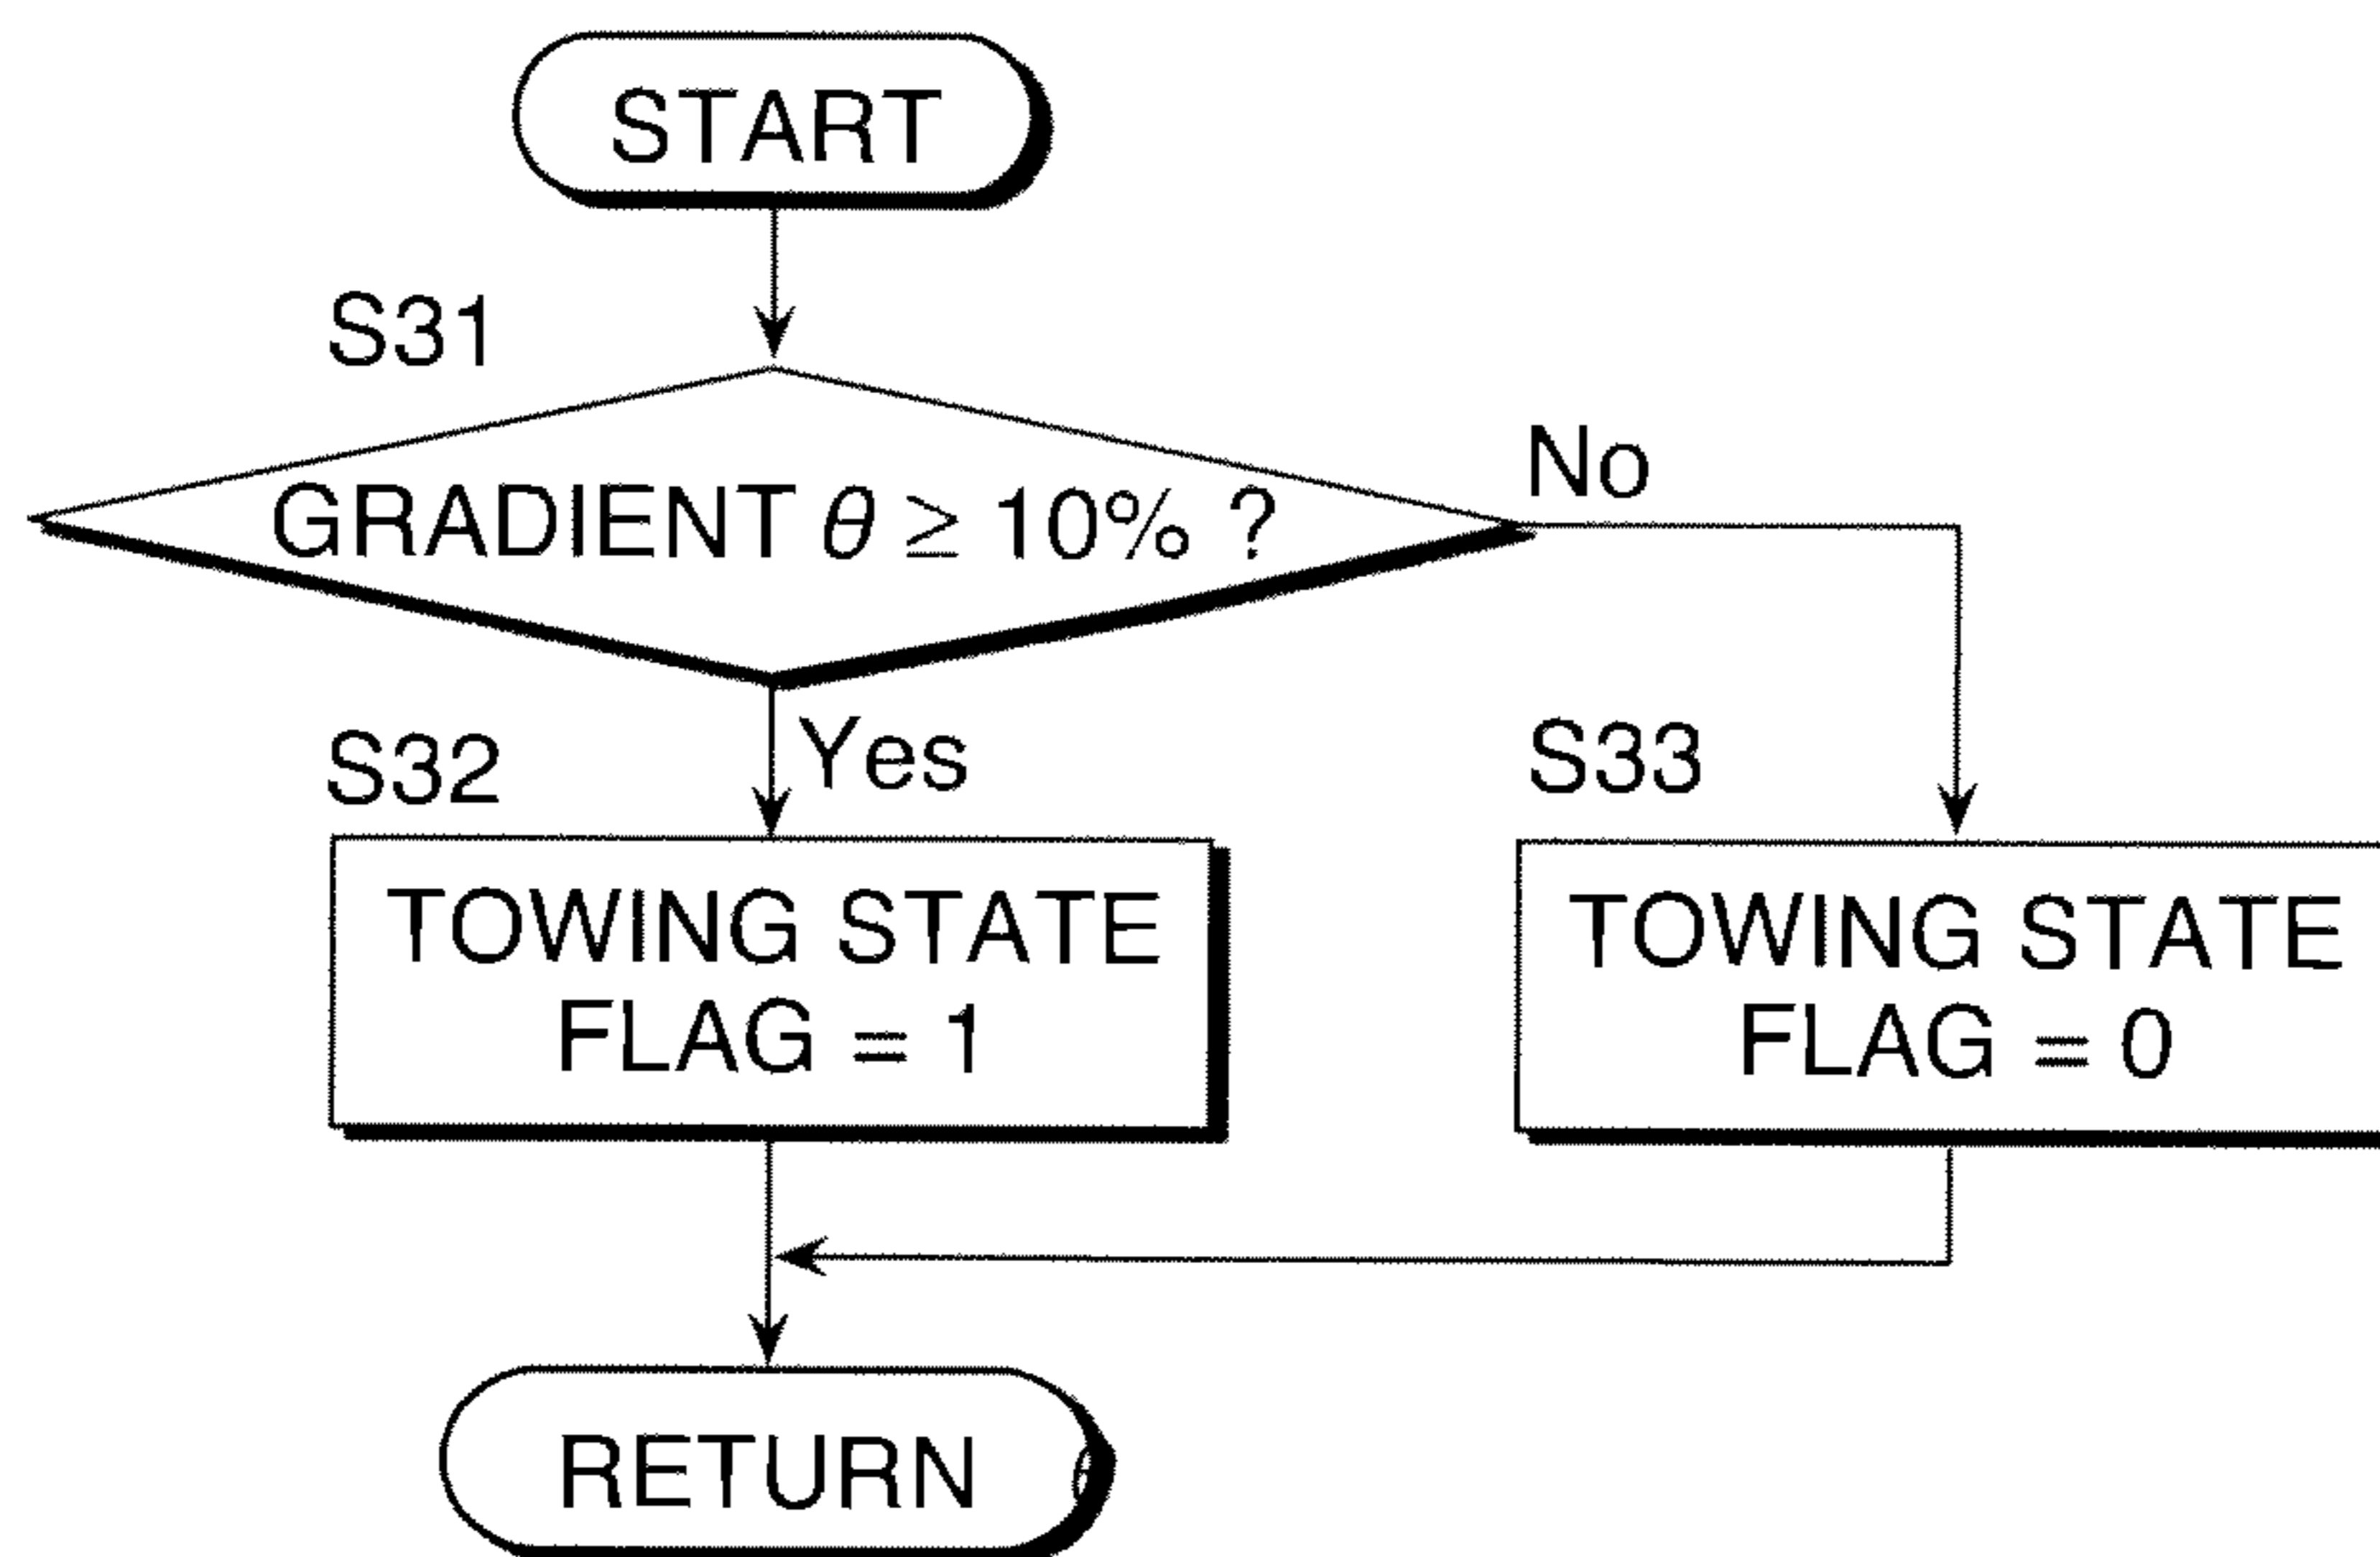 START
S31
GRADIENT θ ≥ 10% ?
No
Yes
S32
S33
TOWING STATE
FLAG = 1
TOWING STATE
FLAG = 0
RETURN